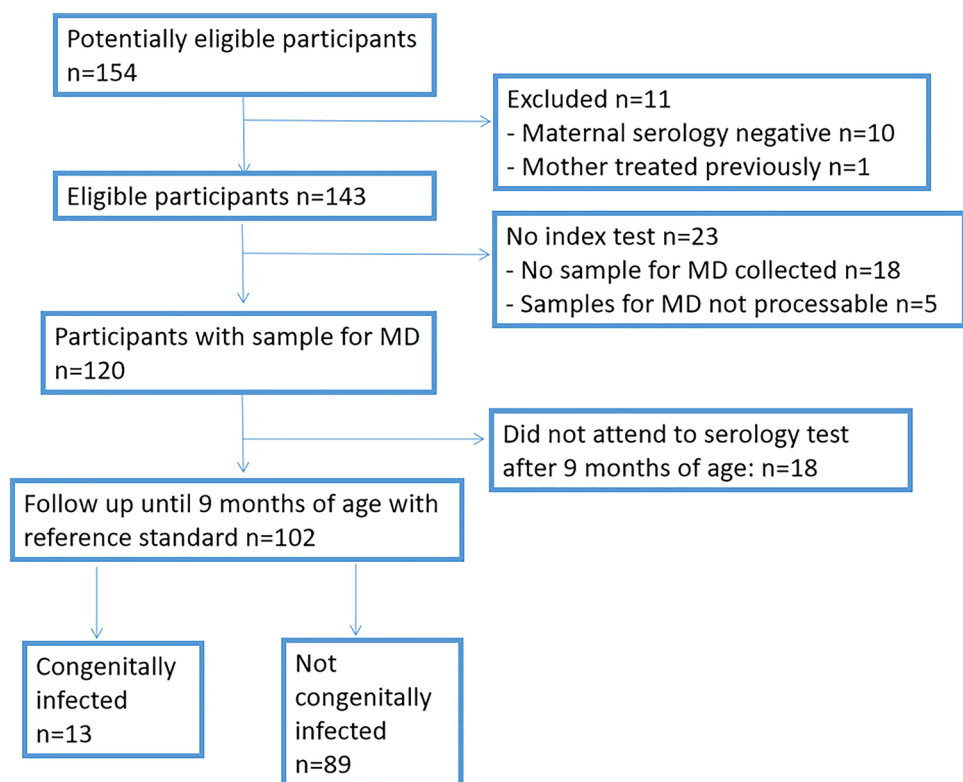 Potentially eligible participants
n=154
Excluded n=11
- Maternal serology negative n=10
- Mother treated previously n=1
Eligible participants n=143
No index test n=23
- No sample for MD collected n=18
- Samples for MD not processable n=5
Participants with sample for MD
n=120
Did not attend to serology test
after 9 months of age: n=18
Follow up until 9 months of age with
reference standard n=102
Congenitally
infected
n=13
Not
congenitally
infected
n=89